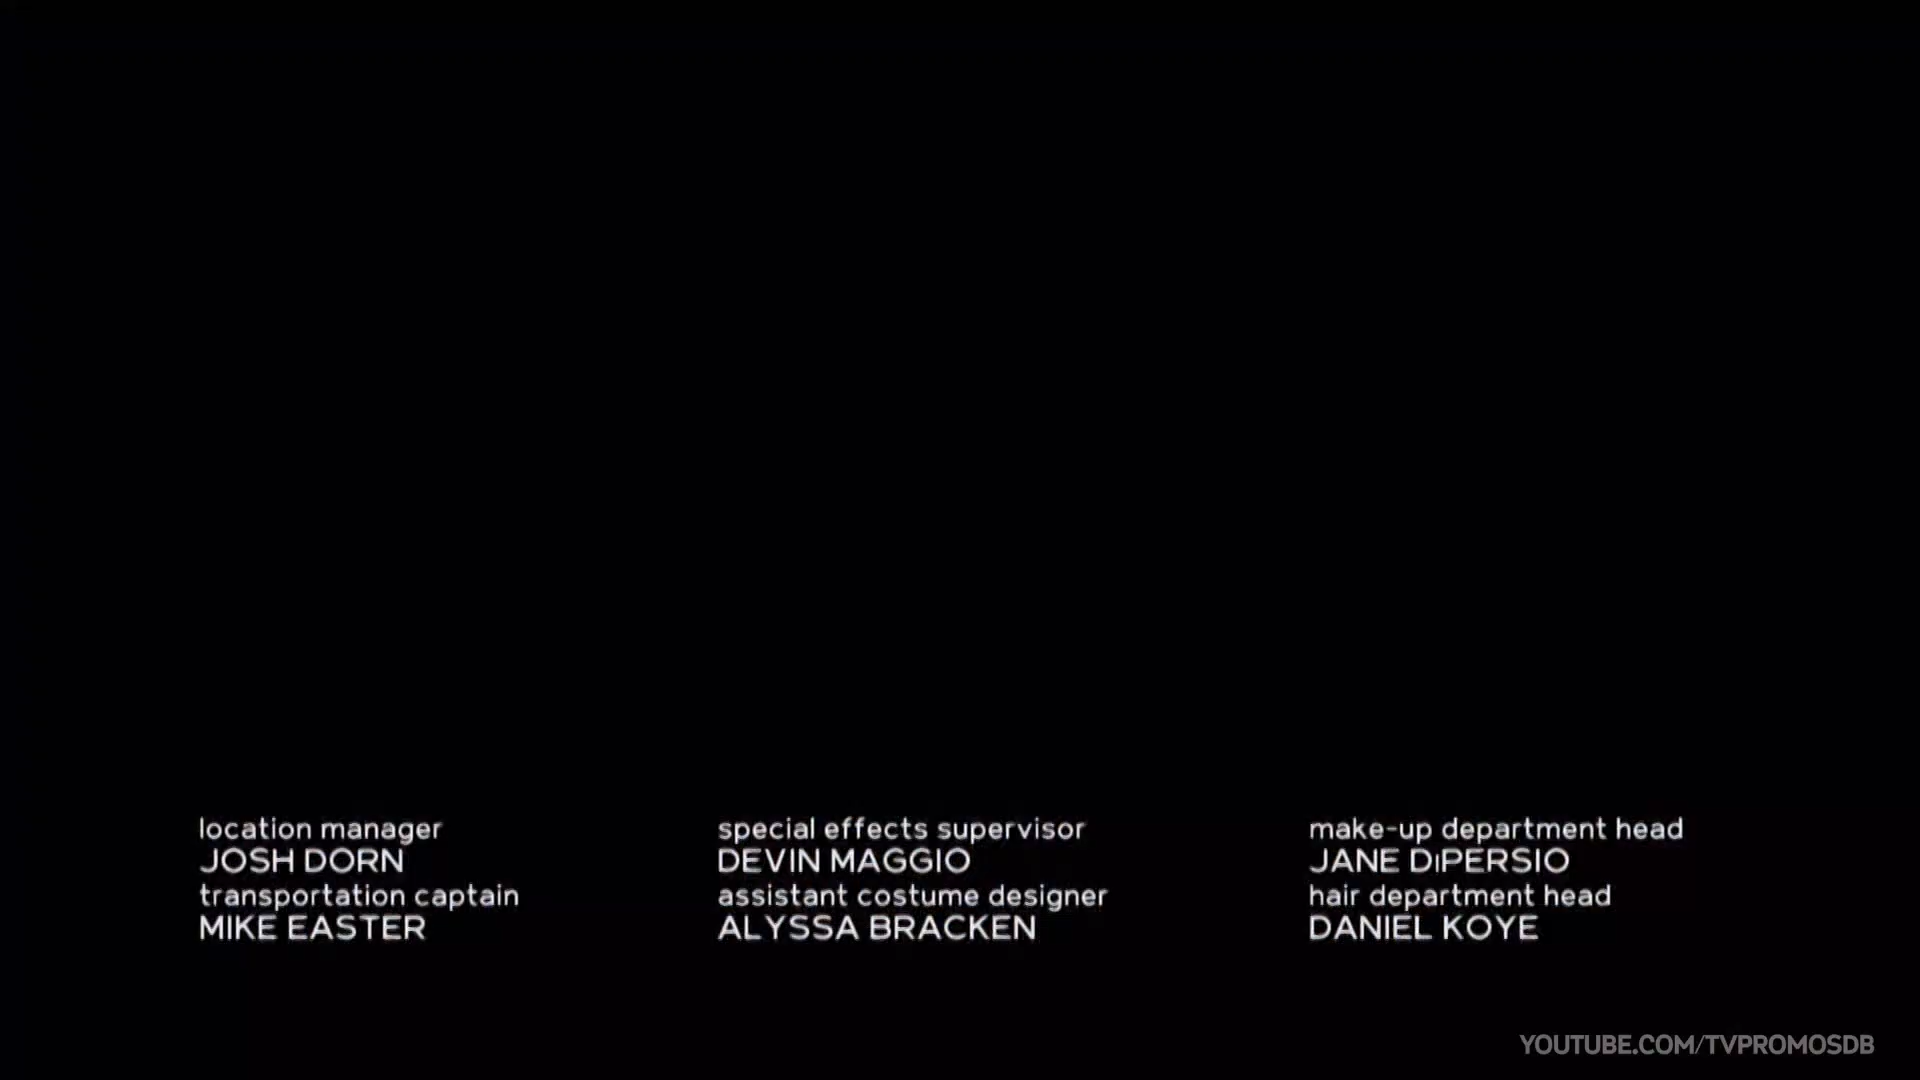 location manager
JOSH DORN
transportation captain
MIKE EASTER
special effects supervisor
DEVIN MAGGIO
assistant costume designer
ALYSSA BRACKEN
make-up department head
JANE DiPERSIO
hair department head
DANIEL KOYE
YOUTUBE.COM/TVPROMOSDB